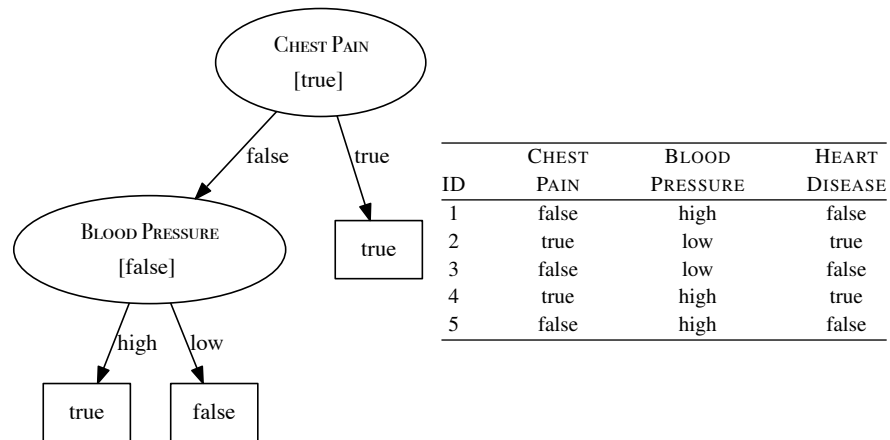 CHEST PAIN
[true]
false
true
BLOOD PRESSURE
[false]
true
high
low
true
false
CHEST BLOOD HEART
ID PAIN PRESSURE DISEASE
1 false high false
2 true low true
3 false low false
4 true high true
5 false high false